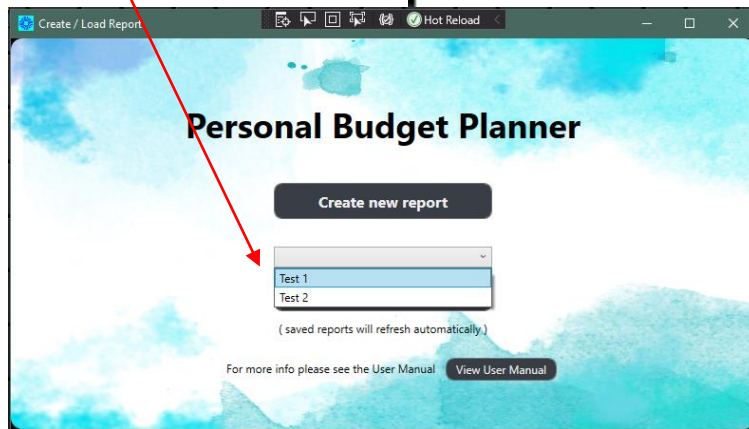 Create / Load Report
Hot Reload
Personal Budget Planner
Create new report
Test 1
Test 2
( saved reports will refresh automatically )
For more info please see the User Manual
View User Manual